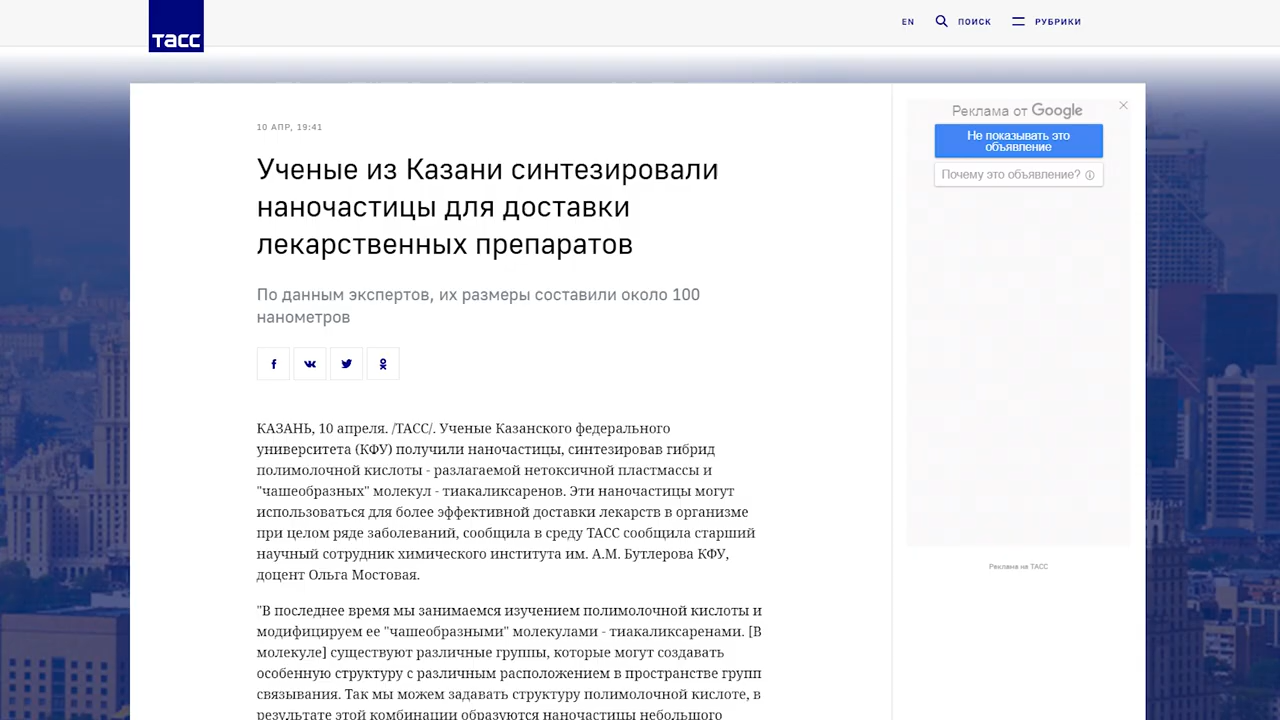 тасс
EN
ПОИСК
РУБРИКИ
10 АПР, 19:41
Ученые из Казани синтезировали
наночастицы для доставки
лекарственных препаратов
По данным экспертов, их размеры составили около 100
нанометров
КАЗАНЬ, 10 апреля. /ТАСС/. Ученые Казанского федерального
университета (КФУ) получили наночастицы, синтезировав гибрид
полимолочной кислоты - разлагаемой нетоксичной пластмассы и
"чашеобразных" молекул - тиакаликсаренов. Эти наночастицы могут
использоваться для более эффективной доставки лекарств в организме
при целом ряде заболеваний, сообщила в среду ТАСС сообщила старший
научный сотрудник химического института им. А.М. Бутлерова КФУ,
доцент Ольга Мостовая.
"В последнее время мы занимаемся изучением полимолочной кислоты и
модифицируем ее "чашеобразными" молекулами - тиакаликсаренами. [В
молекуле] существуют различные группы, которые могут создавать
особенную структуру с различным расположением в пространстве групп
связывания. Так мы можем задавать структуру полимолочной кислоте, в
результате этой комбинации образуются наночастицы небольшого
Реклама от Google
Не показывать это
объявление
Почему это объявление?
Реклама на ТАСС